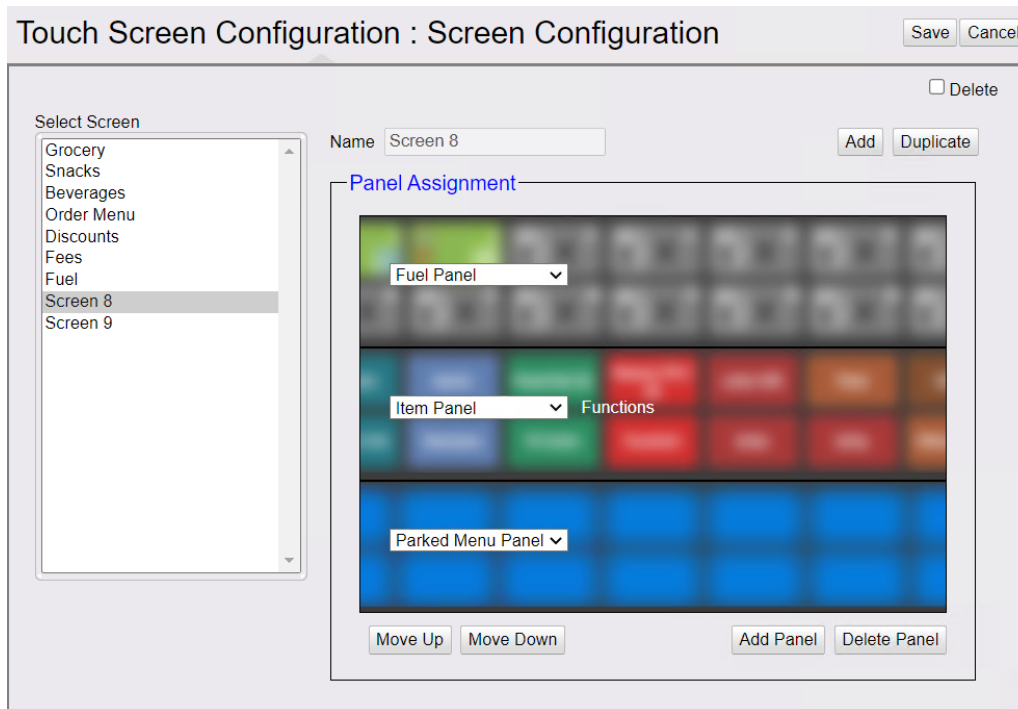 Touch Screen Configuration : Screen Configuration
Save Cancel
Delete
Select Screen
Grocery
Snacks
Beverages
Order Menu
Discounts
Fees
Fuel
Screen 8
Screen 9
Name Screen 8 Add Duplicate
Panel Assignment
Fuel Panel
Item Panel Functions
Parked Menu Panel
Move Up Move Down Add Panel Delete Panel